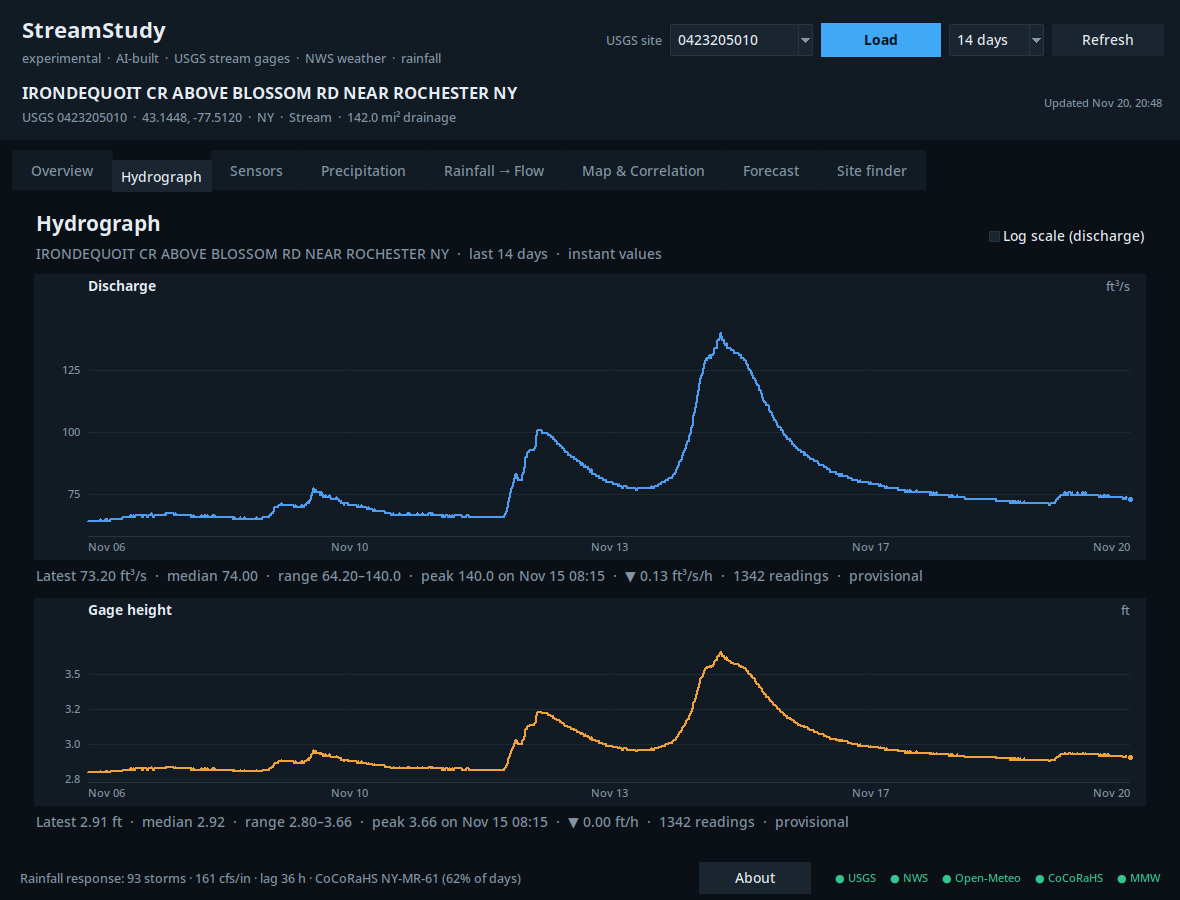 StreamStudy
experimental · AI-built · USGS stream gages · NWS weather · rainfall
USGS site 0423205010 Load 14 days Refresh
IRONDEQUOIT CR ABOVE BLOSSOM RD NEAR ROCHESTER NY
USGS 0423205010 · 43.1448, -77.5120 · NY · Stream · 142.0 mi² drainage
Updated Nov 20, 20:48
Overview Hydrograph Sensors Precipitation Rainfall → Flow Map & Correlation Forecast Site finder
Hydrograph
IRONDEQUOIT CR ABOVE BLOSSOM RD NEAR ROCHESTER NY · last 14 days · instant values
Log scale (discharge)
Discharge ft³/s
125
100
75
Nov 06 Nov 10 Nov 13 Nov 17 Nov 20
Latest 73.20 ft³/s · median 74.00 · range 64.20–140.0 · peak 140.0 on Nov 15 08:15 · ▼ 0.13 ft³/s/h · 1342 readings · provisional
Gage height ft
3.5
3.2
3.0
2.8
Nov 06 Nov 10 Nov 13 Nov 17 Nov 20
Latest 2.91 ft · median 2.92 · range 2.80–3.66 · peak 3.66 on Nov 15 08:15 · ▼ 0.00 ft/h · 1342 readings · provisional
Rainfall response: 93 storms · 161 cfs/in · lag 36 h · CoCoRaHS NY-MR-61 (62% of days)
About
● USGS ● NWS ● Open-Meteo ● CoCoRaHS ● MMW